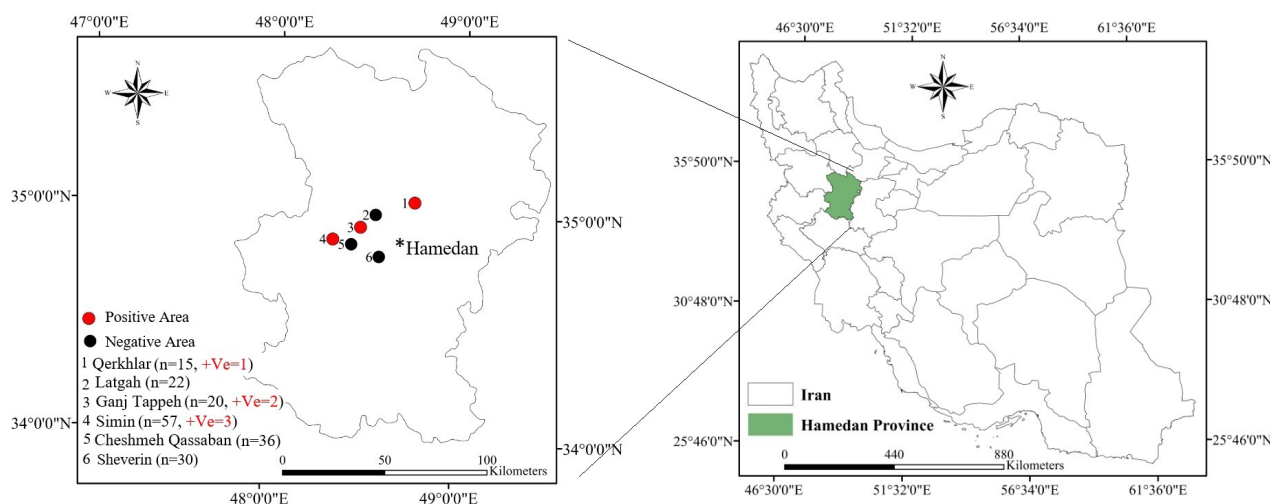 47°0'0"E 48°0'0"E 49°0'0"E
N
W E
S
35°0'0"N
35°0'0"N
1
2
3
4
5
6
*Hamedan
Positive Area
Negative Area
1 Qerkhlar (n=15, +Ve=1)
2 Latgah (n=22)
3 Ganj Tappeh (n=20, +Ve=2)
4 Simin (n=57, +Ve=3)
5 Cheshmeh Qassaban (n=36)
6 Sheverin (n=30)
34°0'0"N
34°0'0"N
0 50 100
Kilometers
48°0'0"E 49°0'0"E
46°30'0"E 51°32'0"E 56°34'0"E 61°36'0"E
N
W E
S
35°50'0"N 35°50'0"N
30°48'0"N 30°48'0"N
25°46'0"N 25°46'0"N
Iran
Hamedan Province
0 440 880
Kilometers
46°30'0"E 51°32'0"E 56°34'0"E 61°36'0"E